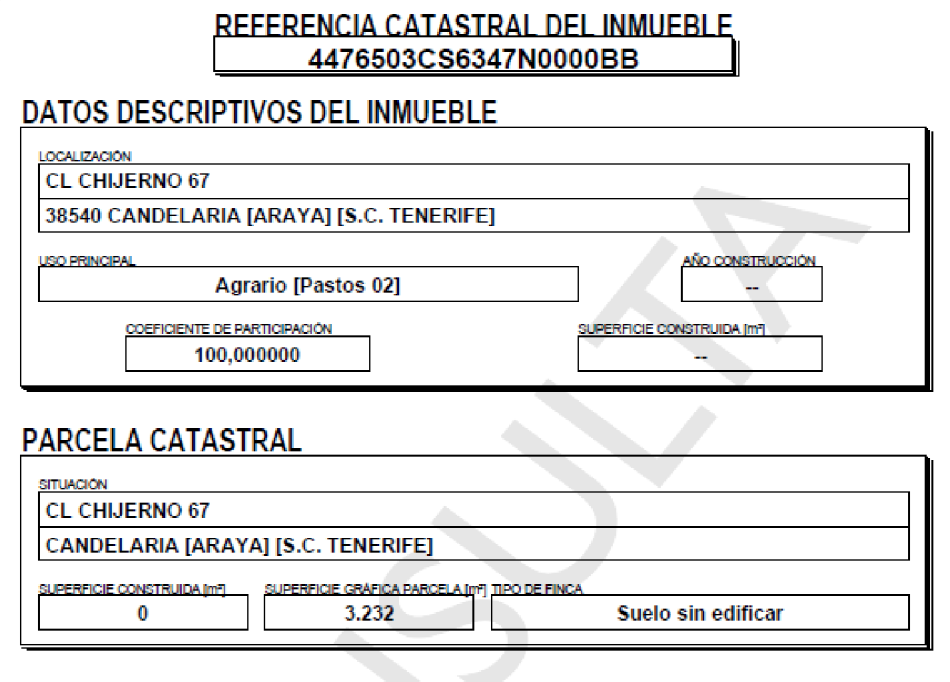 REFERENCIA CATASTRAL DEL INMUEBLE
4476503CS6347N0000BB
DATOS DESCRIPTIVOS DEL INMUEBLE
LOCALIZACIÓN
CL CHIJERNO 67
38540 CANDELARIA [ARAYA] [S.C. TENERIFE]
USO PRINCIPAL AÑO CONSTRUCCIÓN
Agrario [Pastos 02] --
COEFICIENTE DE PARTICIPACIÓN SUPERFICIE CONSTRUIDA [m²]
100,000000 --
PARCELA CATASTRAL
SITUACIÓN
CL CHIJERNO 67
CANDELARIA [ARAYA] [S.C. TENERIFE]
SUPERFICIE CONSTRUIDA [m²] SUPERFICIE GRÁFICA PARCELA [m²] TIPO DE FINCA
0 3.232 Suelo sin edificar
SULTA